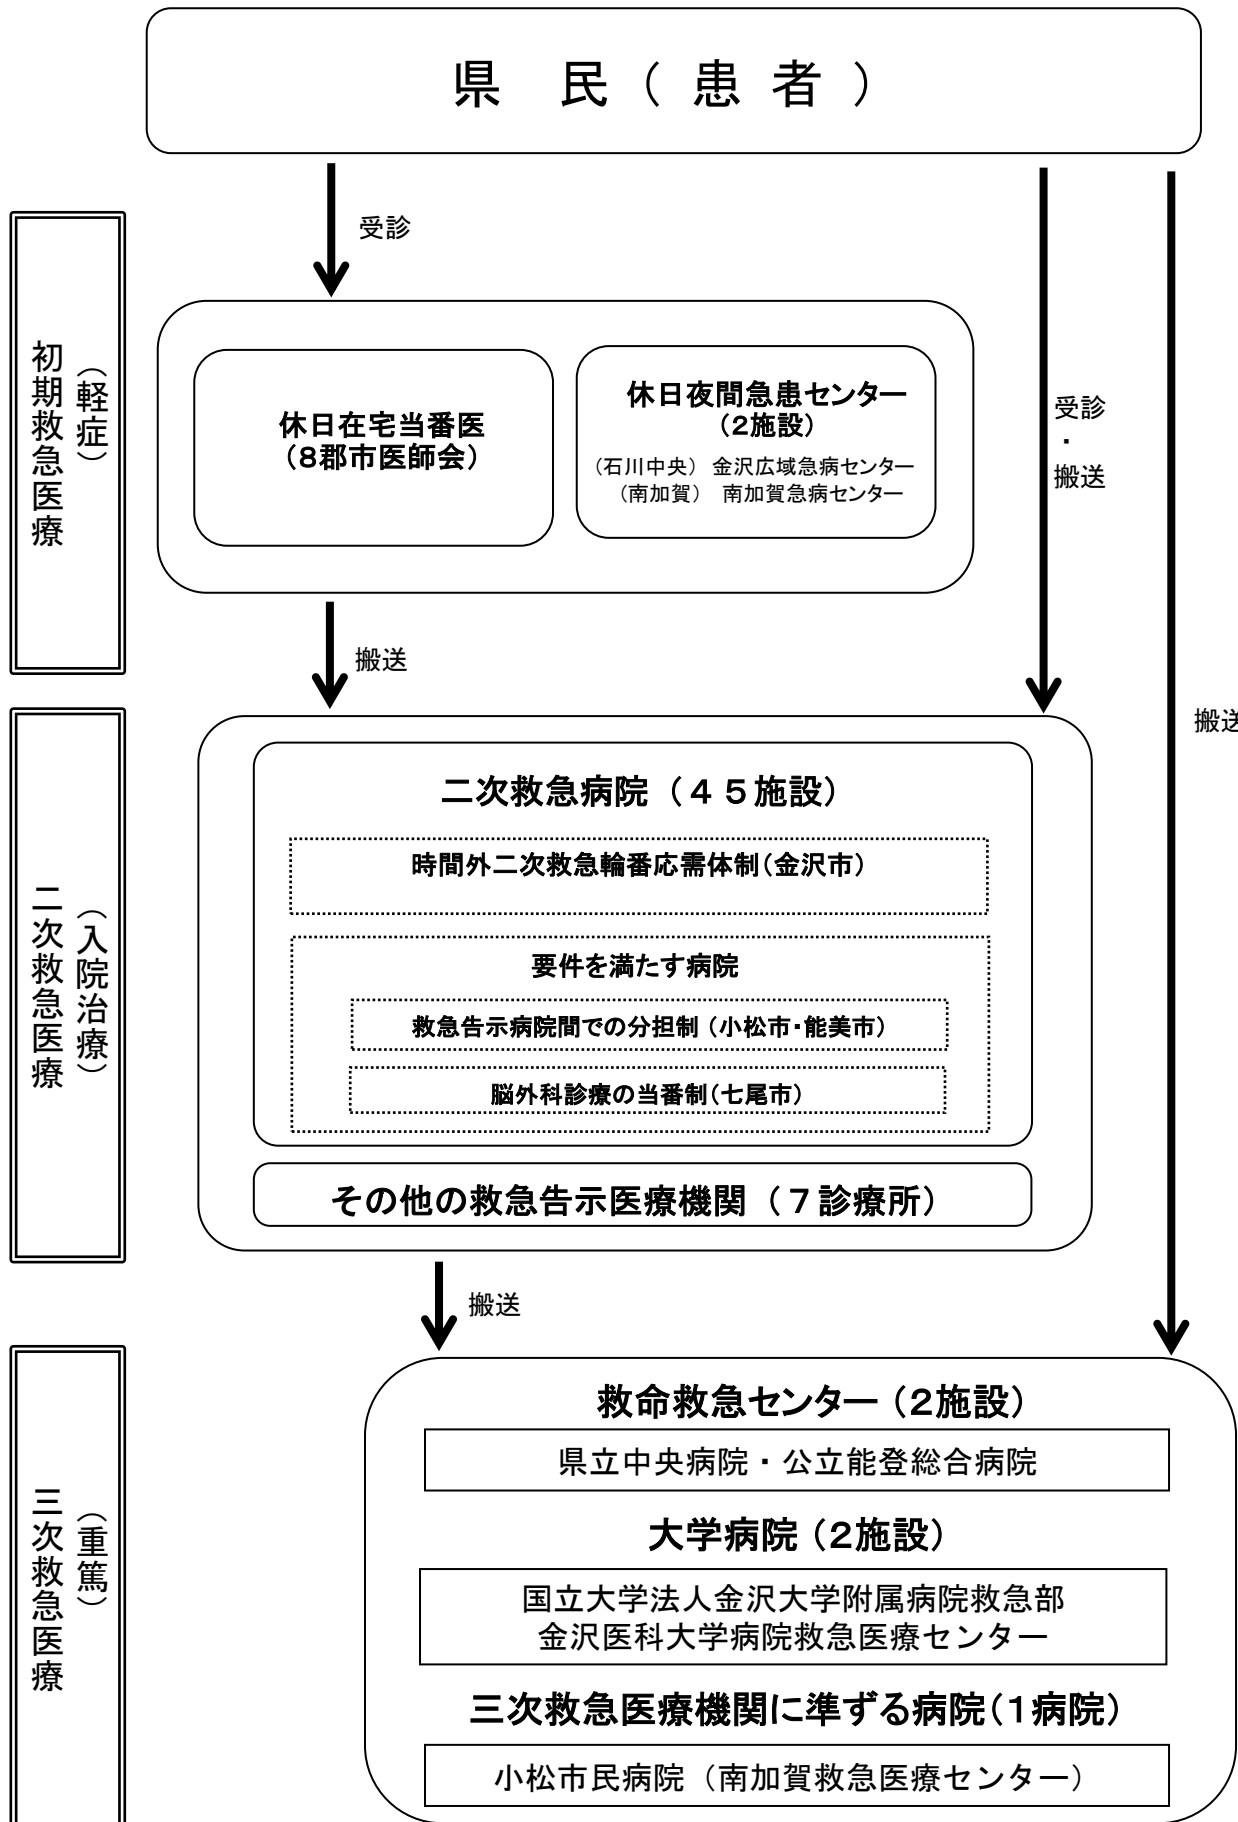 県　民（ 患 者 ）
受診
初期救急医療
（軽症）
休日在宅当番医
（8郡市医師会）
休日夜間急患センター
（2施設）
（石川中央） 金沢広域急病センター
（南加賀）　南加賀急病センター
受診
・
搬送
搬送
搬送
二次救急医療
（入院治療）
二次救急病院（４５施設）
時間外二次救急輪番応需体制（金沢市）
要件を満たす病院
救急告示病院間での分担制（小松市・能美市）
脳外科診療の当番制（七尾市）
その他の救急告示医療機関（７診療所）
搬送
三次救急医療
（重篤）
救命救急センター（2施設）
県立中央病院・公立能登総合病院
大学病院（2施設）
国立大学法人金沢大学附属病院救急部
金沢医科大学病院救急医療センター
三次救急医療機関に準ずる病院（1病院）
小松市民病院（南加賀救急医療センター）